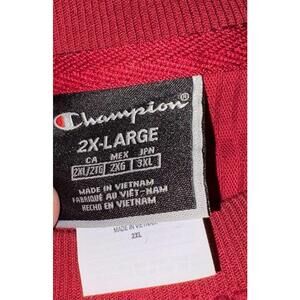 Champion
2X-LARGE
CA MEX JPN
2XL/2TG 2XG 3XL
MADE IN VIETNAM
FABRIQUÉ AU VIÊT-NAM
HECHO EN VIETNAM
MADE IN VIETNAM
2XL